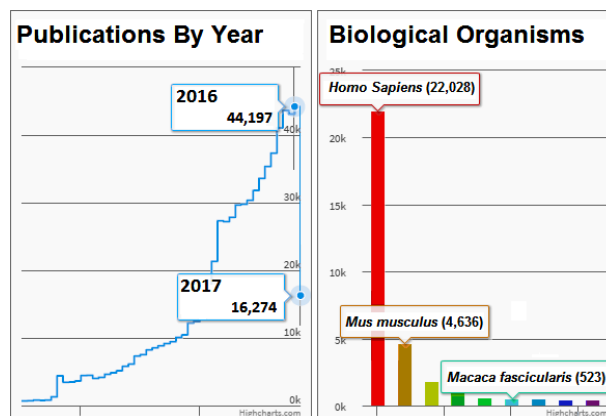 Publications By Year
2016
44,197
40k
30k
20k
2017
16,274
10k
0k
Highcharts.com
Biological Organisms
25k
Homo Sapiens (22,028)
20k
15k
10k
Mus musculus (4,636)
5k
Macaca fascicularis (523)
0k
Highcharts.com